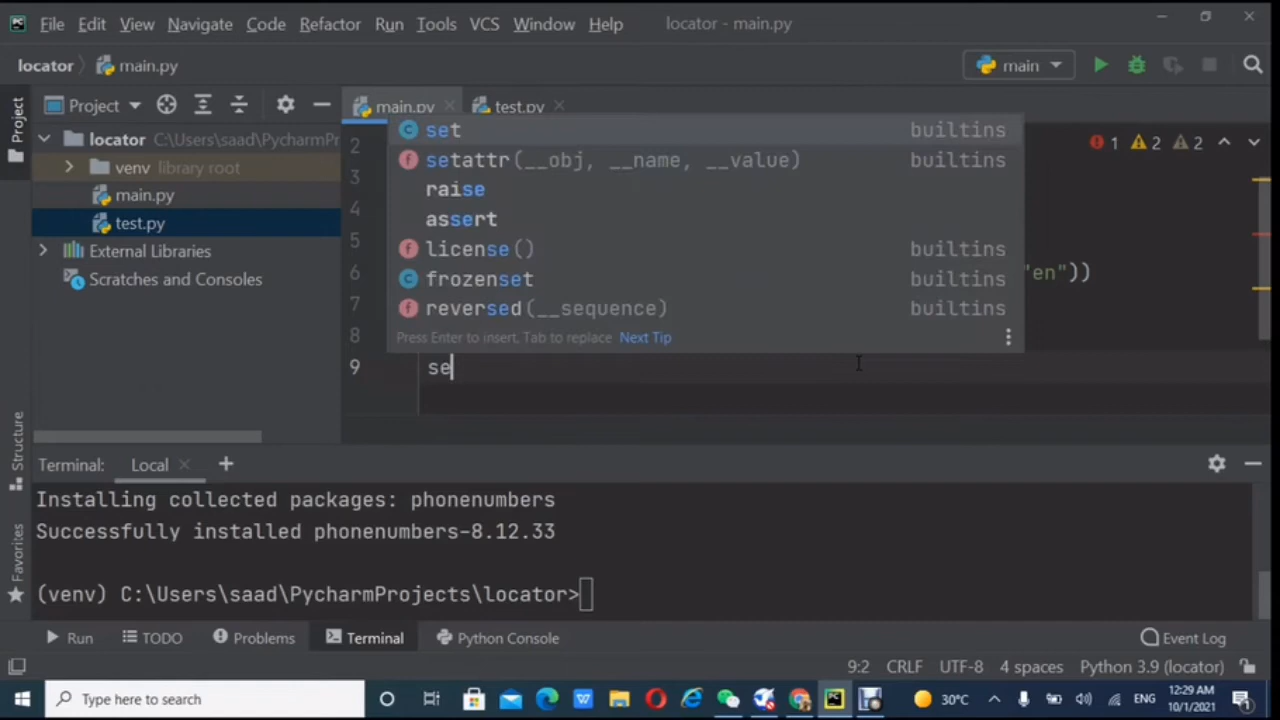 File Edit View Navigate Code Refactor Run Tools VCS Window Help locator - main.py
locator main.py main
Project main.py test.py
Project
locator C:\Users\saad\PycharmPr
venv library root
main.py
test.py
External Libraries
Scratches and Consoles
2
3
4
5
6
7
8
9
set builtins
setattr(__obj, __name, __value) builtins
raise
assert
license() builtins
frozenset builtins
reversed(__sequence) builtins
Press Enter to insert, Tab to replace Next Tip
1 2 2
"en"))
se
Structure
Favorites
Terminal: Local
Installing collected packages: phonenumbers
Successfully installed phonenumbers-8.12.33
(venv) C:\Users\saad\PycharmProjects\locator>
Run TODO Problems Terminal Python Console Event Log
9:2 CRLF UTF-8 4 spaces Python 3.9 (locator)
Type here to search 30°C ENG 12:29 AM
10/1/2021